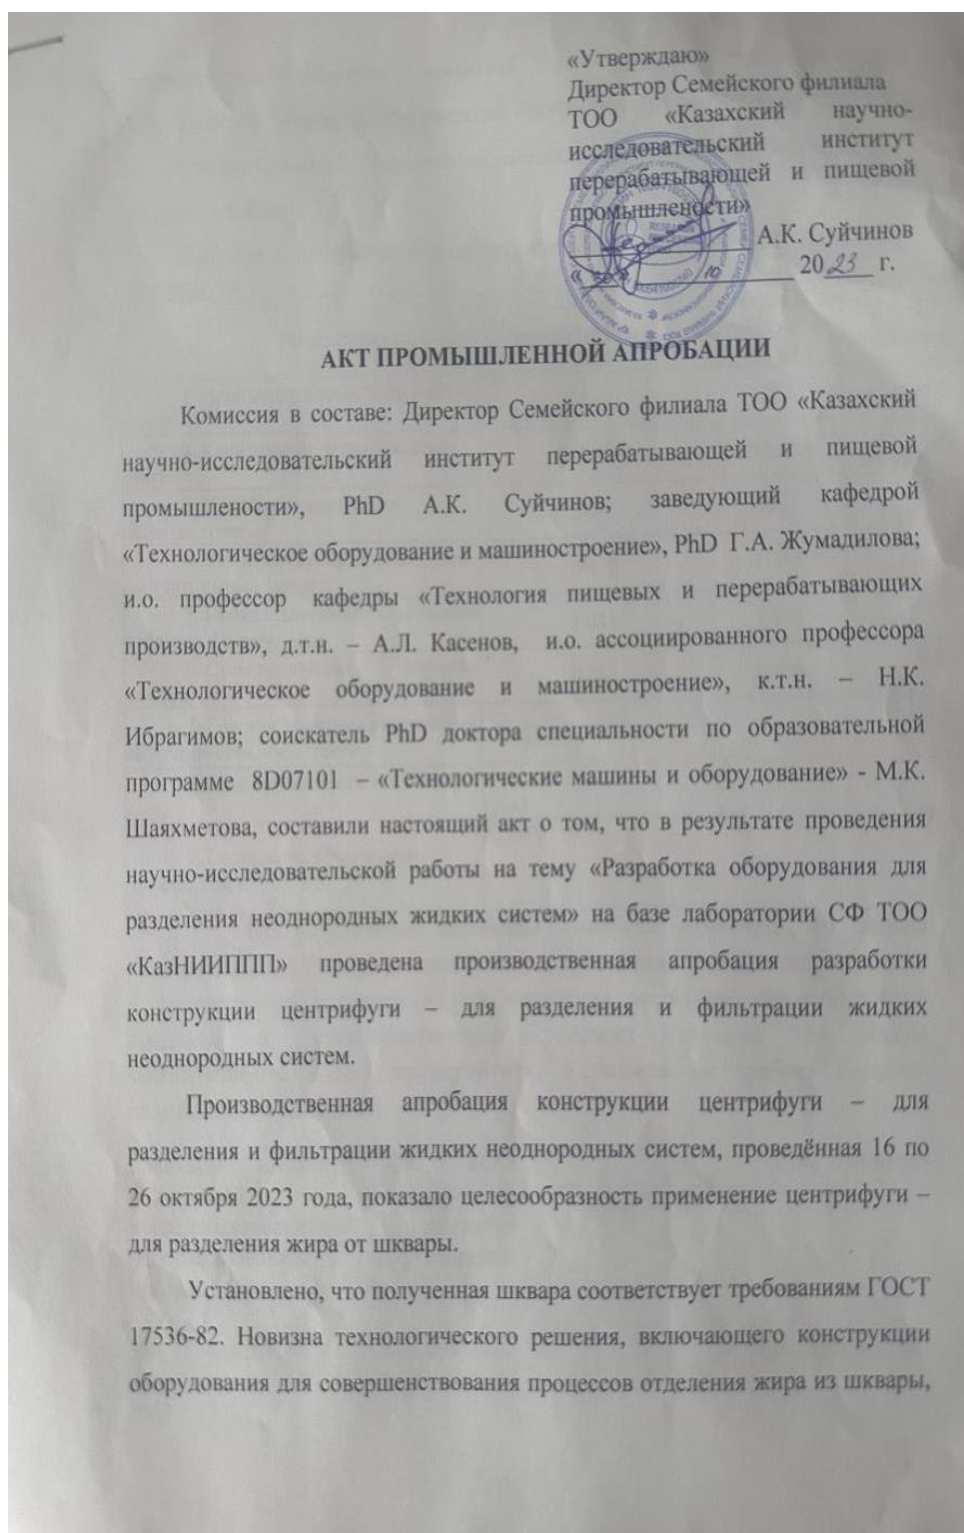 «Утверждаю»
Директор Семейского филиала
ТОО «Казахский научно-
исследовательский институт
перерабатывающей и пищевой
промышлености»
А.К. Суйчинов
« » 10 2023 г.
АКТ ПРОМЫШЛЕННОЙ АПРОБАЦИИ
Комиссия в составе: Директор Семейского филиала ТОО «Казахский
научно-исследовательский институт перерабатывающей и пищевой
промышлености», PhD А.К. Суйчинов; заведующий кафедрой
«Технологическое оборудование и машиностроение», PhD Г.А. Жумадилова;
и.о. профессор кафедры «Технология пищевых и перерабатывающих
производств», д.т.н. – А.Л. Касенов, и.о. ассоциированного профессора
«Технологическое оборудование и машиностроение», к.т.н. – Н.К.
Ибрагимов; соискатель PhD доктора специальности по образовательной
программе 8D07101 – «Технологические машины и оборудование» - М.К.
Шаяхметова, составили настоящий акт о том, что в результате проведения
научно-исследовательской работы на тему «Разработка оборудования для
разделения неоднородных жидких систем» на базе лаборатории СФ ТОО
«КазНИИППП» проведена производственная апробация разработки
конструкции центрифуги – для разделения и фильтрации жидких
неоднородных систем.
Производственная апробация конструкции центрифуги – для
разделения и фильтрации жидких неоднородных систем, проведённая 16 по
26 октября 2023 года, показало целесообразность применение центрифуги –
для разделения жира от шквары.
Установлено, что полученная шквара соответствует требованиям ГОСТ
17536-82. Новизна технологического решения, включающего конструкции
оборудования для совершенствования процессов отделения жира из шквары,